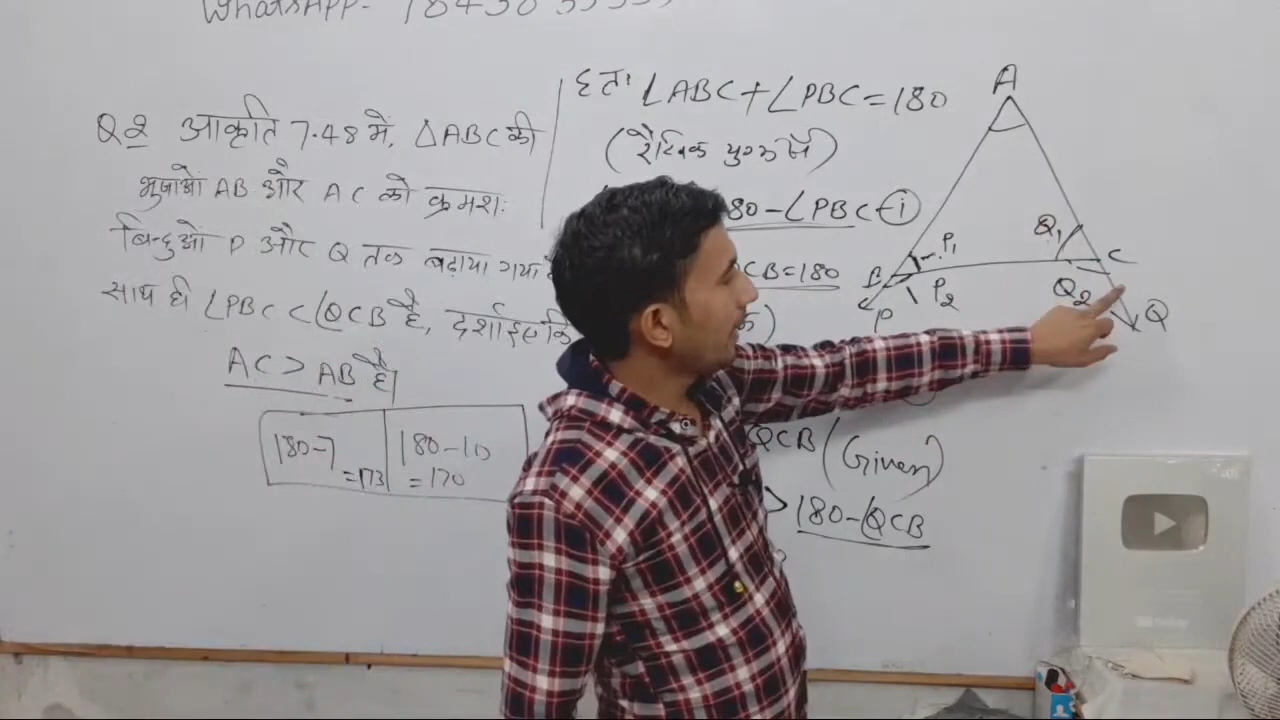 WhatsApp-
Q2 आकृति 7.48 में, △ABC की
भुजाओं AB और AC को क्रमशः
बिन्दुओं P और Q तक बढ़ाया गया
साथ ही ∠PBC < ∠QCB है, दर्शाइए कि
AC > AB है
180-7
=173
180-10
=170
हल: ∠ABC+∠PBC=180
(रैखिक युग्म से)
80-∠PBC-(i)
CB=180
QCB (Given)
> 180-∠QCB
A
B
C
P
Q
P1
P2
Q1
Q2